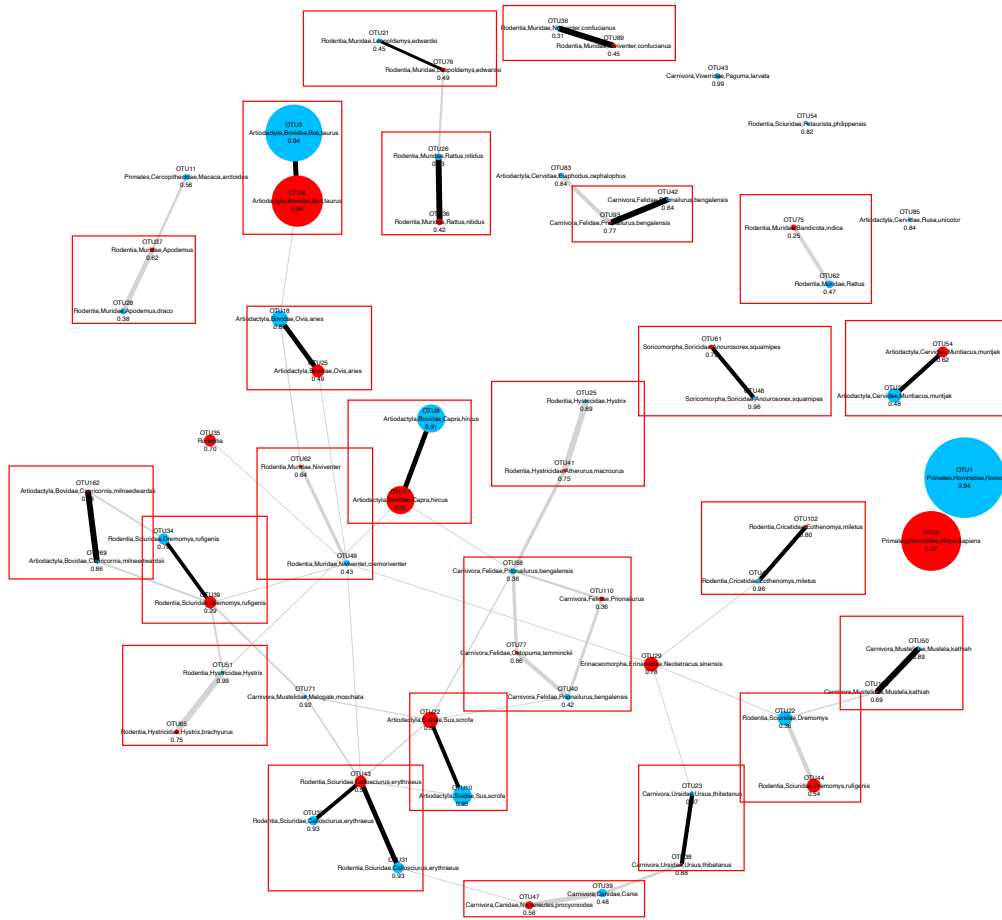 OTU36
Rodentia,Muridae,Niviventer,confucianus
0.31
OTU89
Rodentia,Muridae,Niviventer,confucianus
0.45
OTU21
Rodentia,Muridae,Leopoldamys,edwardsi
0.45
OTU76
Rodentia,Muridae,Leopoldamys,edwardsi
0.49
OTU43
Carnivora,Viverridae,Paguma,larvata
0.99
OTU54
Rodentia,Sciuridae,Petaurista,philippensis
0.82
OTU3
Artiodactyla,Bovidae,Bos,taurus
0.94
Artiodactyla,Bovidae,Bos,taurus
0.64
OTU26
Rodentia,Muridae,Rattus,nitidus
OTU36
Rodentia,Muridae,Rattus,nitidus
0.42
OTU11
Primates,Cercopithecidae,Macaca,arctoides
0.56
OTU83
Artiodactyla,Cervidae,Elaphodus,cephalophus
0.84
OTU42
Carnivora,Felidae,Prionailurus,bengalensis
0.64
OTU93
Carnivora,Felidae,Prionailurus,bengalensis
0.77
OTU75
Rodentia,Muridae,Bandicota,indica
0.25
OTU62
Rodentia,Muridae,Rattus
0.47
OTU85
Artiodactyla,Cervidae,Rusa,unicolor
0.84
OTU37
Rodentia,Muridae,Apodemus
0.62
OTU28
Rodentia,Muridae,Apodemus,draco
0.38
OTU18
Artiodactyla,Bovidae,Ovis,aries
OTU25
Artiodactyla,Bovidae,Ovis,aries
0.49
OTU61
Soricomorpha,Soricidae,Anourosorex,squamipes
OTU48
Soricomorpha,Soricidae,Anourosorex,squamipes
0.96
OTU54
Artiodactyla,Cervidae,Muntiacus,muntjak
0.62
Artiodactyla,Cervidae,Muntiacus,muntjak
0.48
OTU6
Artiodactyla,Bovidae,Capra,hircus
0.91
Artiodactyla,Bovidae,Capra,hircus
0.53
OTU25
Rodentia,Hystricidae,Hystrix
0.89
OTU41
Rodentia,Hystricidae,Atherurus,macrourus
0.75
OTU35
Rodentia
0.70
OTU62
Rodentia,Muridae,Niviventer
0.64
OTU49
Rodentia,Muridae,Niviventer,cremoriventer
0.43
OTU1
Primates,Hominidae,Homo
0.94
OTU5
Primates,Hominidae,Homo,sapiens
0.37
OTU162
Artiodactyla,Bovidae,Capricornis,milneedwardsii
Artiodactyla,Bovidae,Capricornis,milneedwardsii
0.86
OTU34
Rodentia,Sciuridae,Dremomys,rufigenis
OTU39
Rodentia,Sciuridae,Dremomys,rufigenis
0.29
OTU102
Rodentia,Cricetidae,Eothenomys,miletus
0.80
Rodentia,Cricetidae,Eothenomys,miletus
0.96
OTU58
Carnivora,Felidae,Prionailurus,bengalensis
0.36
OTU110
Carnivora,Felidae,Prionailurus
0.36
OTU77
Carnivora,Felidae,Catopuma,temminckii
0.86
OTU40
Carnivora,Felidae,Prionailurus,bengalensis
0.42
OTU29
Erinaceomorpha,Erinaceidae,Neotetracus,sinensis
0.78
OTU50
Carnivora,Mustelidae,Mustela,kathiah
0.89
Carnivora,Mustelidae,Mustela,kathiah
0.69
OTU51
Rodentia,Hystricidae,Hystrix
0.99
OTU65
Rodentia,Hystricidae,Hystrix,brachyurus
0.75
OTU71
Carnivora,Mustelidae,Melogale,moschata
0.92
OTU72
Artiodactyla,Suidae,Sus,scrofa
OTU10
Artiodactyla,Suidae,Sus,scrofa
0.95
OTU22
Rodentia,Sciuridae,Dremomys
0.36
OTU44
Rodentia,Sciuridae,Dremomys,rufigenis
0.54
OTU43
Rodentia,Sciuridae,Callosciurus,erythraeus
Rodentia,Sciuridae,Callosciurus,erythraeus
0.93
OTU31
Rodentia,Sciuridae,Callosciurus,erythraeus
0.93
OTU23
Carnivora,Ursidae,Ursus,thibetanus
Carnivora,Ursidae,Ursus,thibetanus
0.88
OTU39
Carnivora,Canidae,Canis
0.48
OTU47
Carnivora,Canidae,Nyctereutes,procyonoides
0.56